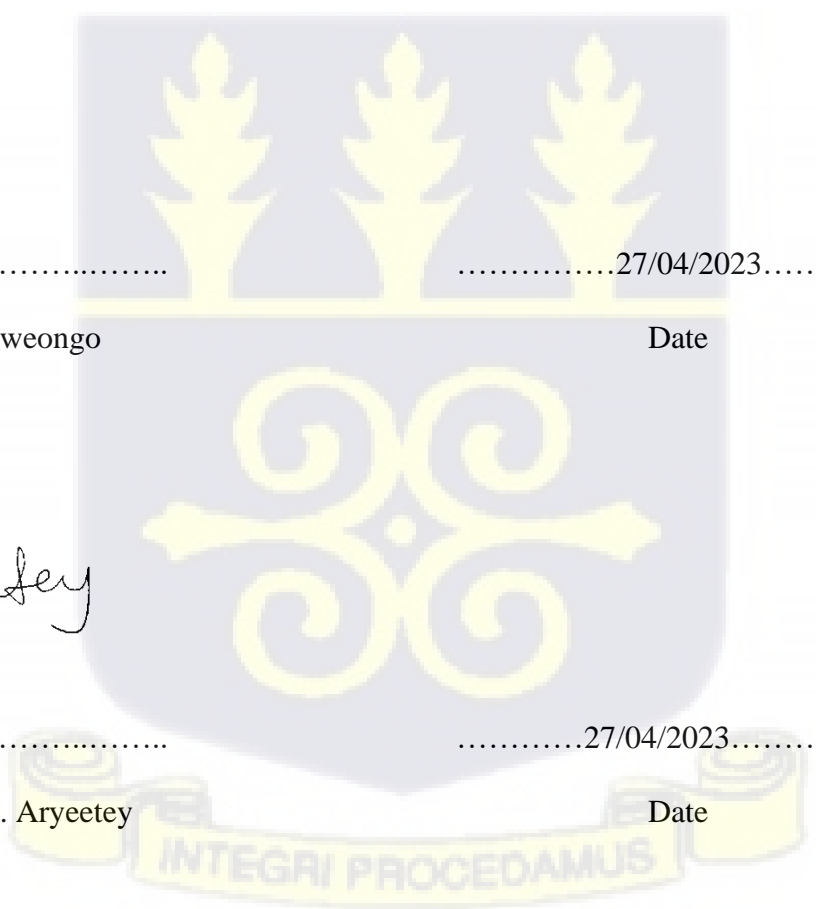 ………..…….. ……………27/04/2023……
weongo Date
………..…….. …………27/04/2023………
. Aryeetey Date
INTEGRI PROCEDAMUS